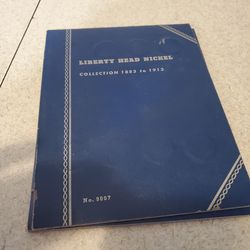 LIBERTY HEAD NICKEL
COLLECTION 1883 to 1912
No. 9007